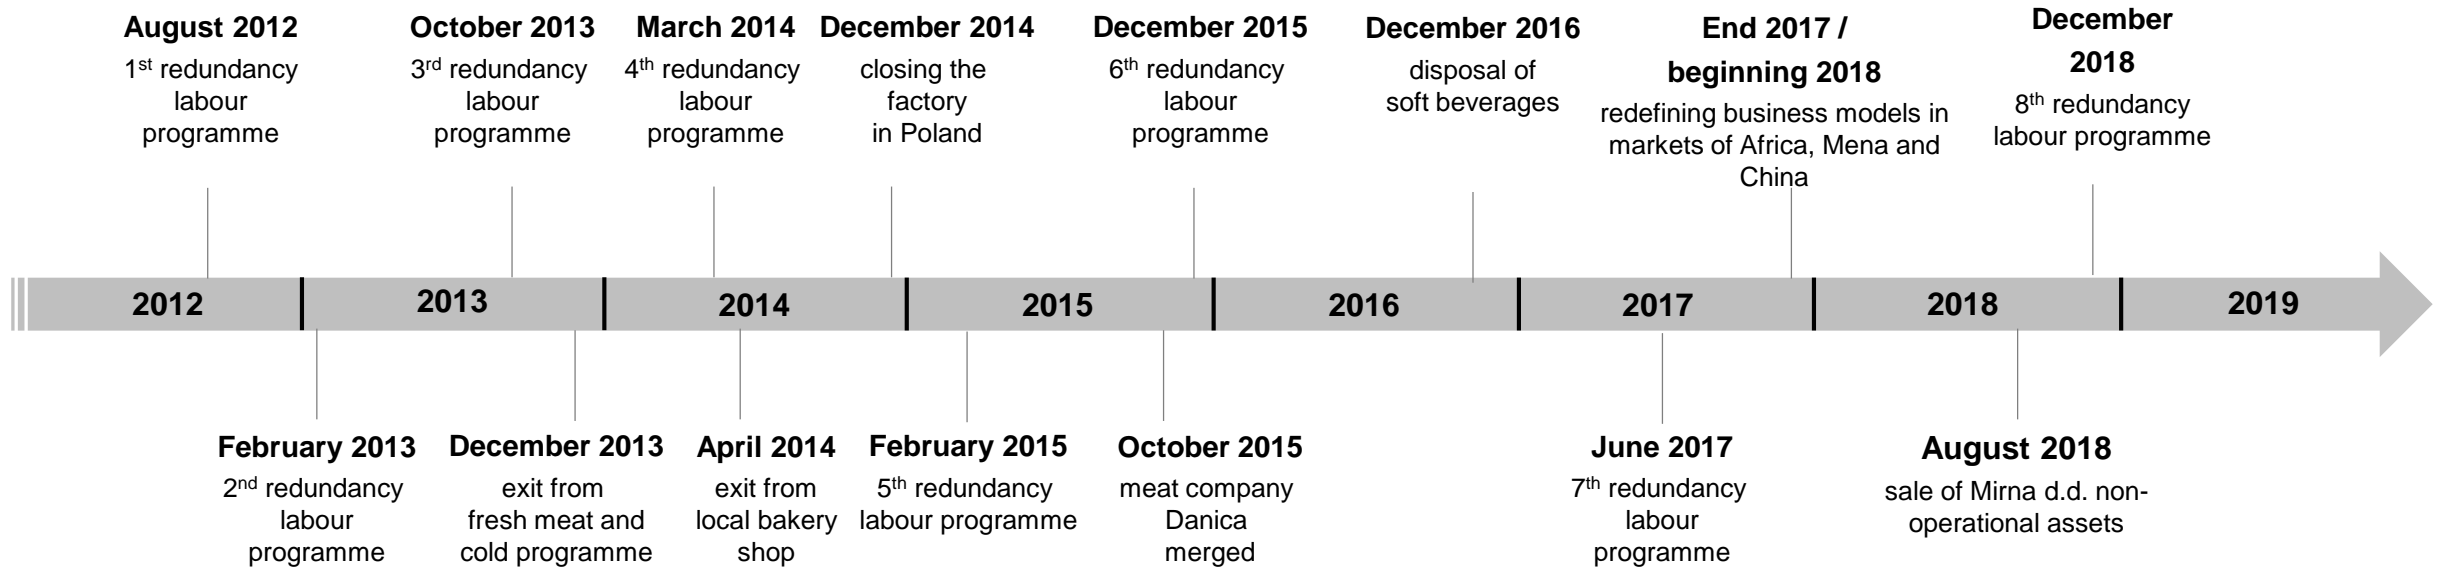 August 2012
1st redundancy
labour
programme
October 2013
3rd redundancy
labour
programme
March 2014
4th redundancy
labour
programme
December 2014
closing the
factory
in Poland
December 2015
6th redundancy
labour
programme
December 2016
disposal of
soft beverages
End 2017 /
beginning 2018
redefining business models in
markets of Africa, Mena and
China
December
2018
8th redundancy
labour programme
2012
2013
2014
2015
2016
2017
2018
2019
February 2013
2nd redundancy
labour
programme
December 2013
exit from
fresh meat and
cold programme
April 2014
exit from
local bakery
shop
February 2015
5th redundancy
labour programme
October 2015
meat company
Danica
merged
June 2017
7th redundancy
labour
programme
August 2018
sale of Mirna d.d. non-
operational assets